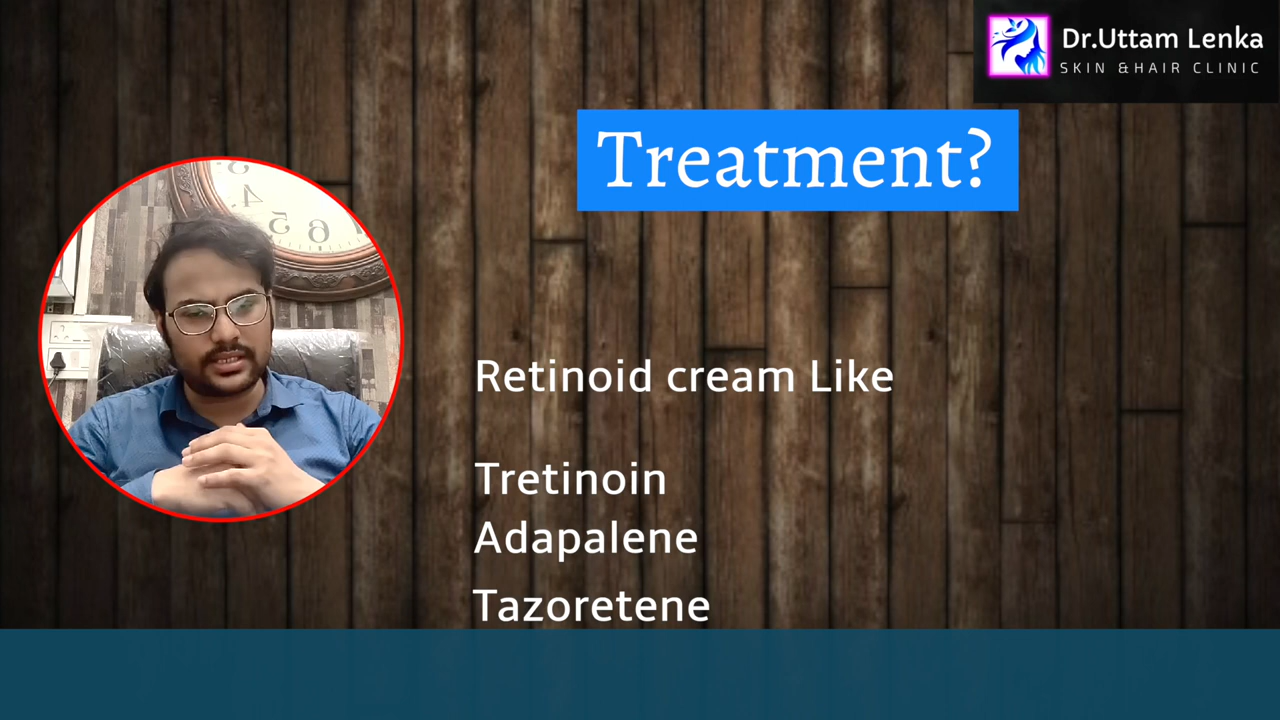 Dr.Uttam Lenka
SKIN &HAIR CLINIC
Treatment?
Retinoid cream Like
Tretinoin
Adapalene
Tazoretene